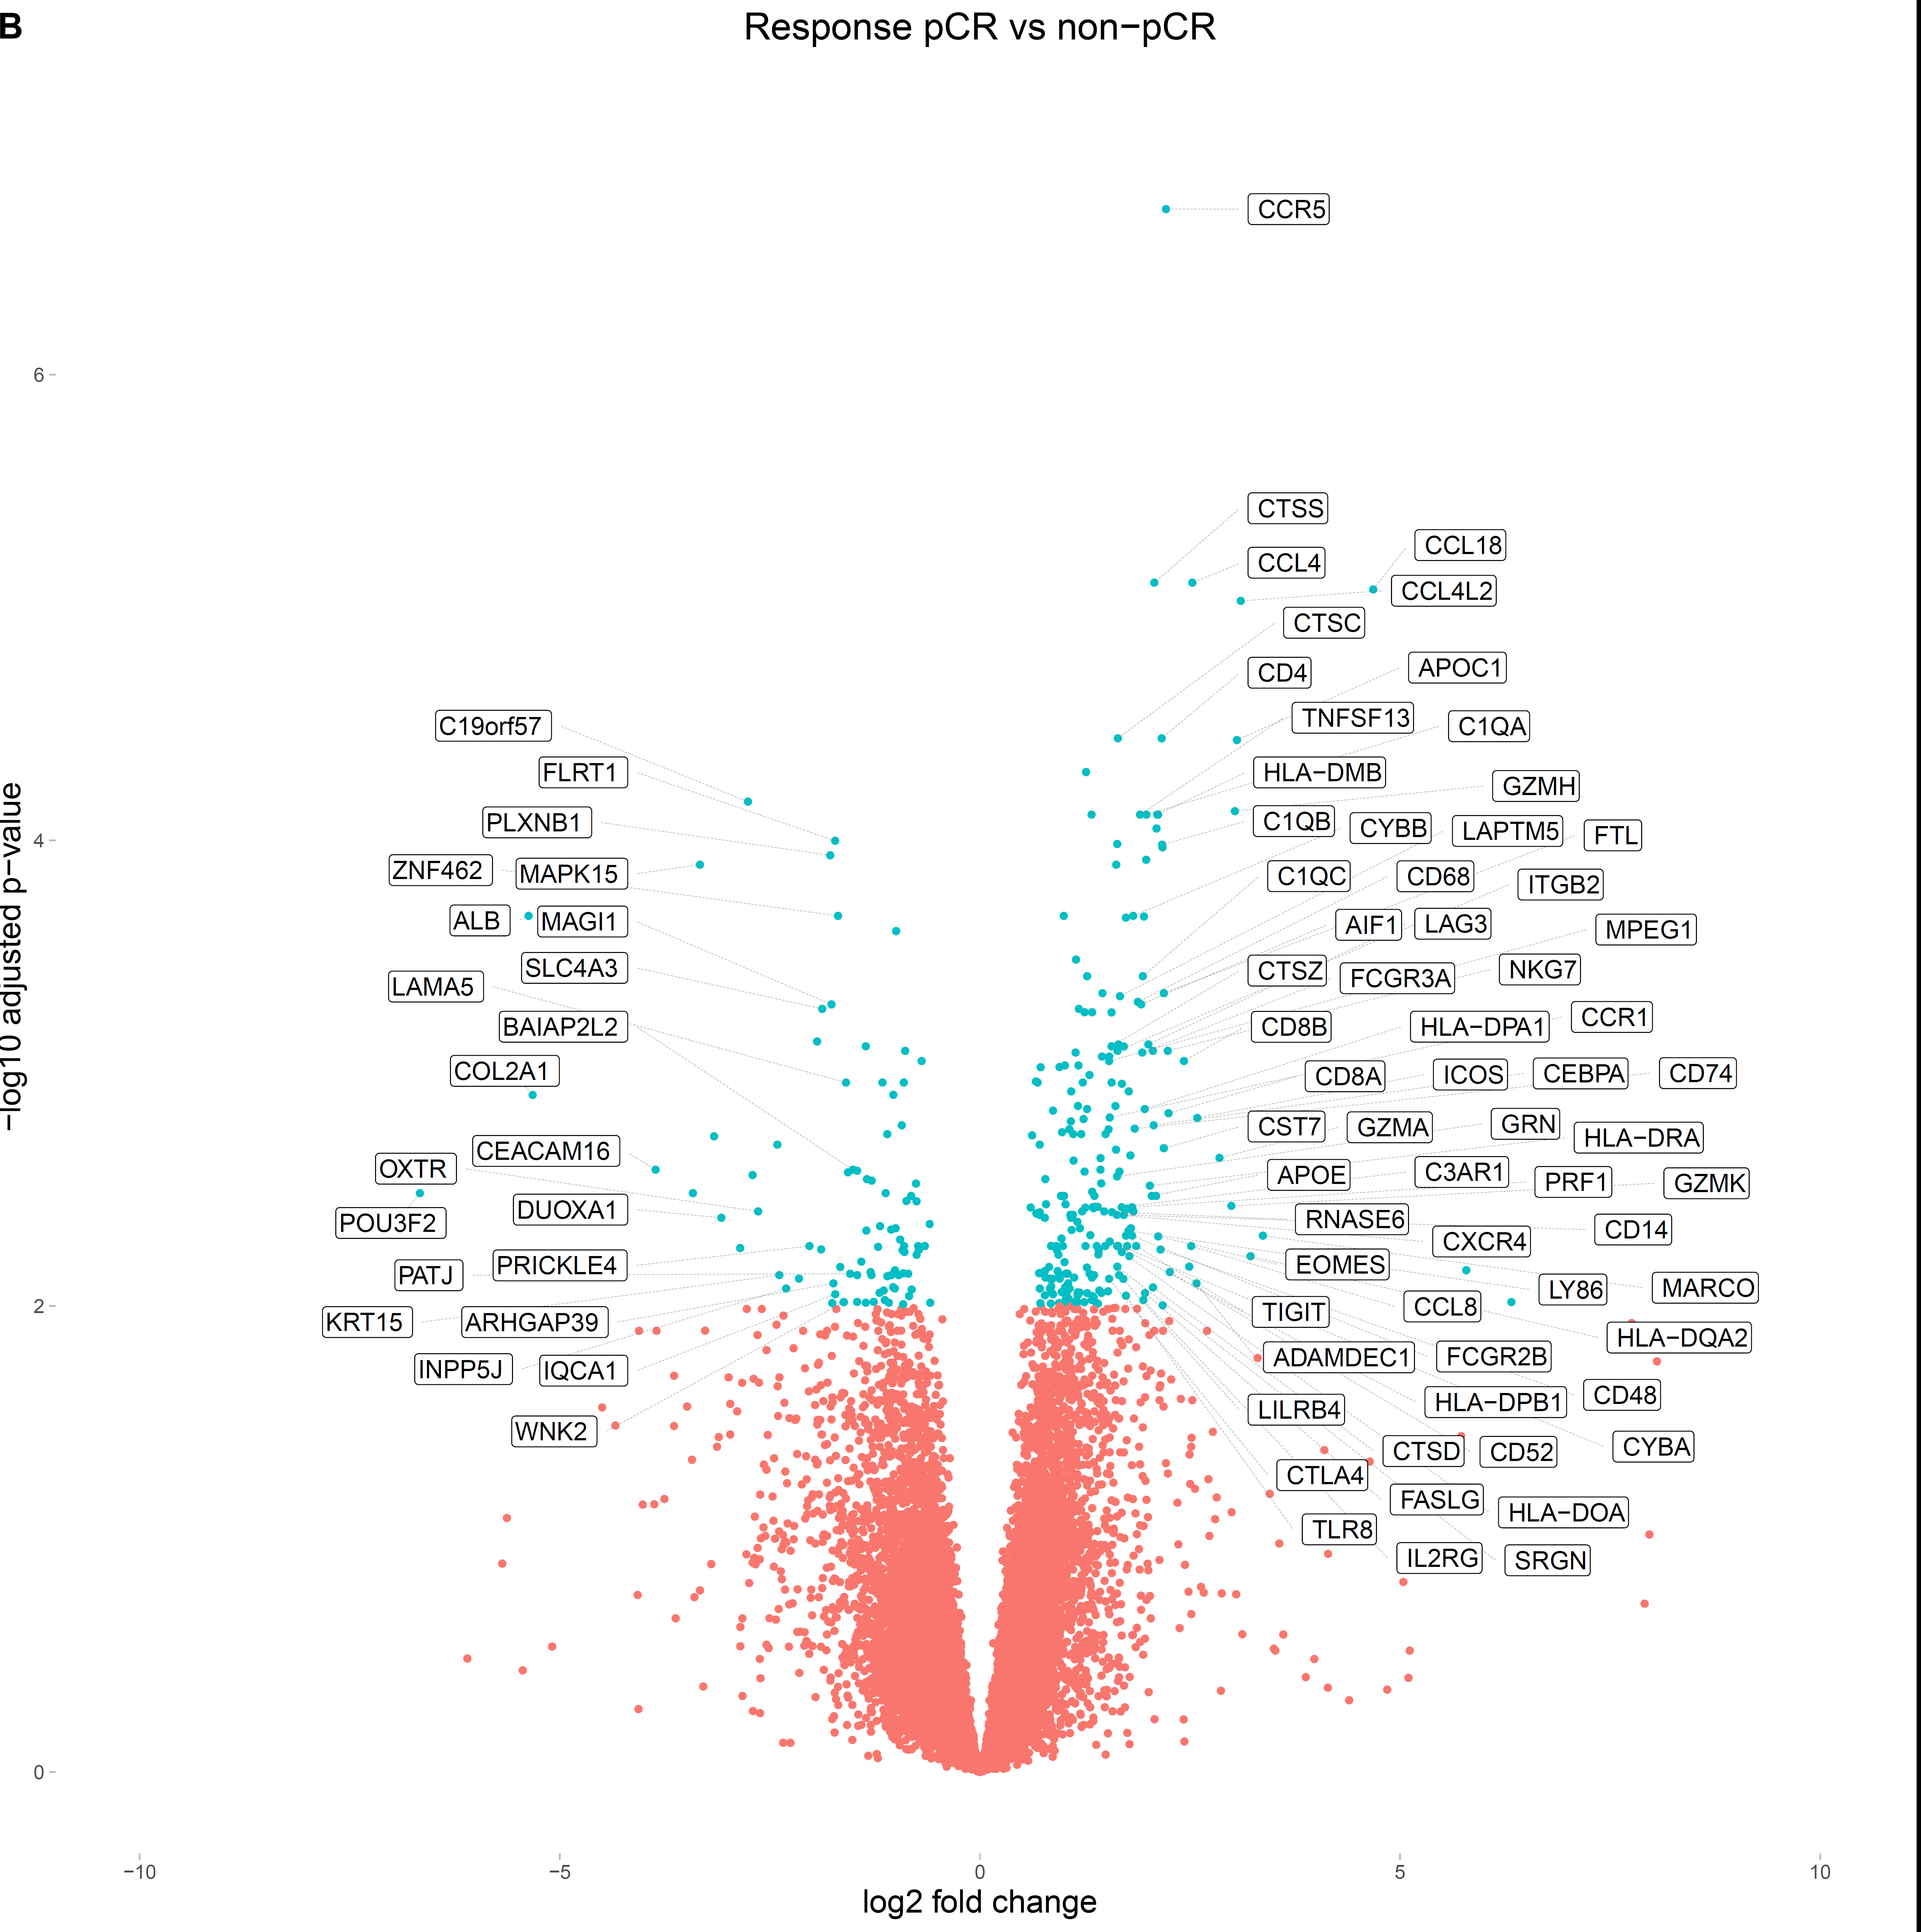 B
Response pCR vs non−pCR
CCR5
6
CTSS
CCL18
CCL4
CCL4L2
CTSC
CD4
APOC1
C19orf57
TNFSF13
C1QA
FLRT1
HLA−DMB
GZMH
PLXNB1
C1QB
CYBB
LAPTM5
FTL
4
ZNF462
MAPK15
C1QC
CD68
ITGB2
ALB
MAGI1
AIF1
LAG3
MPEG1
SLC4A3
CTSZ
FCGR3A
NKG7
LAMA5
BAIAP2L2
CD8B
HLA−DPA1
CCR1
COL2A1
CD8A
ICOS
CEBPA
CD74
−log10 adjusted p−value
CST7
GZMA
GRN
HLA−DRA
CEACAM16
OXTR
APOE
C3AR1
PRF1
GZMK
DUOXA1
POU3F2
RNASE6
CXCR4
CD14
PRICKLE4
PATJ
EOMES
LY86
MARCO
2
KRT15
ARHGAP39
TIGIT
CCL8
HLA−DQA2
INPP5J
IQCA1
ADAMDEC1
FCGR2B
HLA−DPB1
CD48
WNK2
LILRB4
CTSD
CD52
CYBA
CTLA4
FASLG
HLA−DOA
TLR8
IL2RG
SRGN
0
−10
−5
0
5
10
log2 fold change